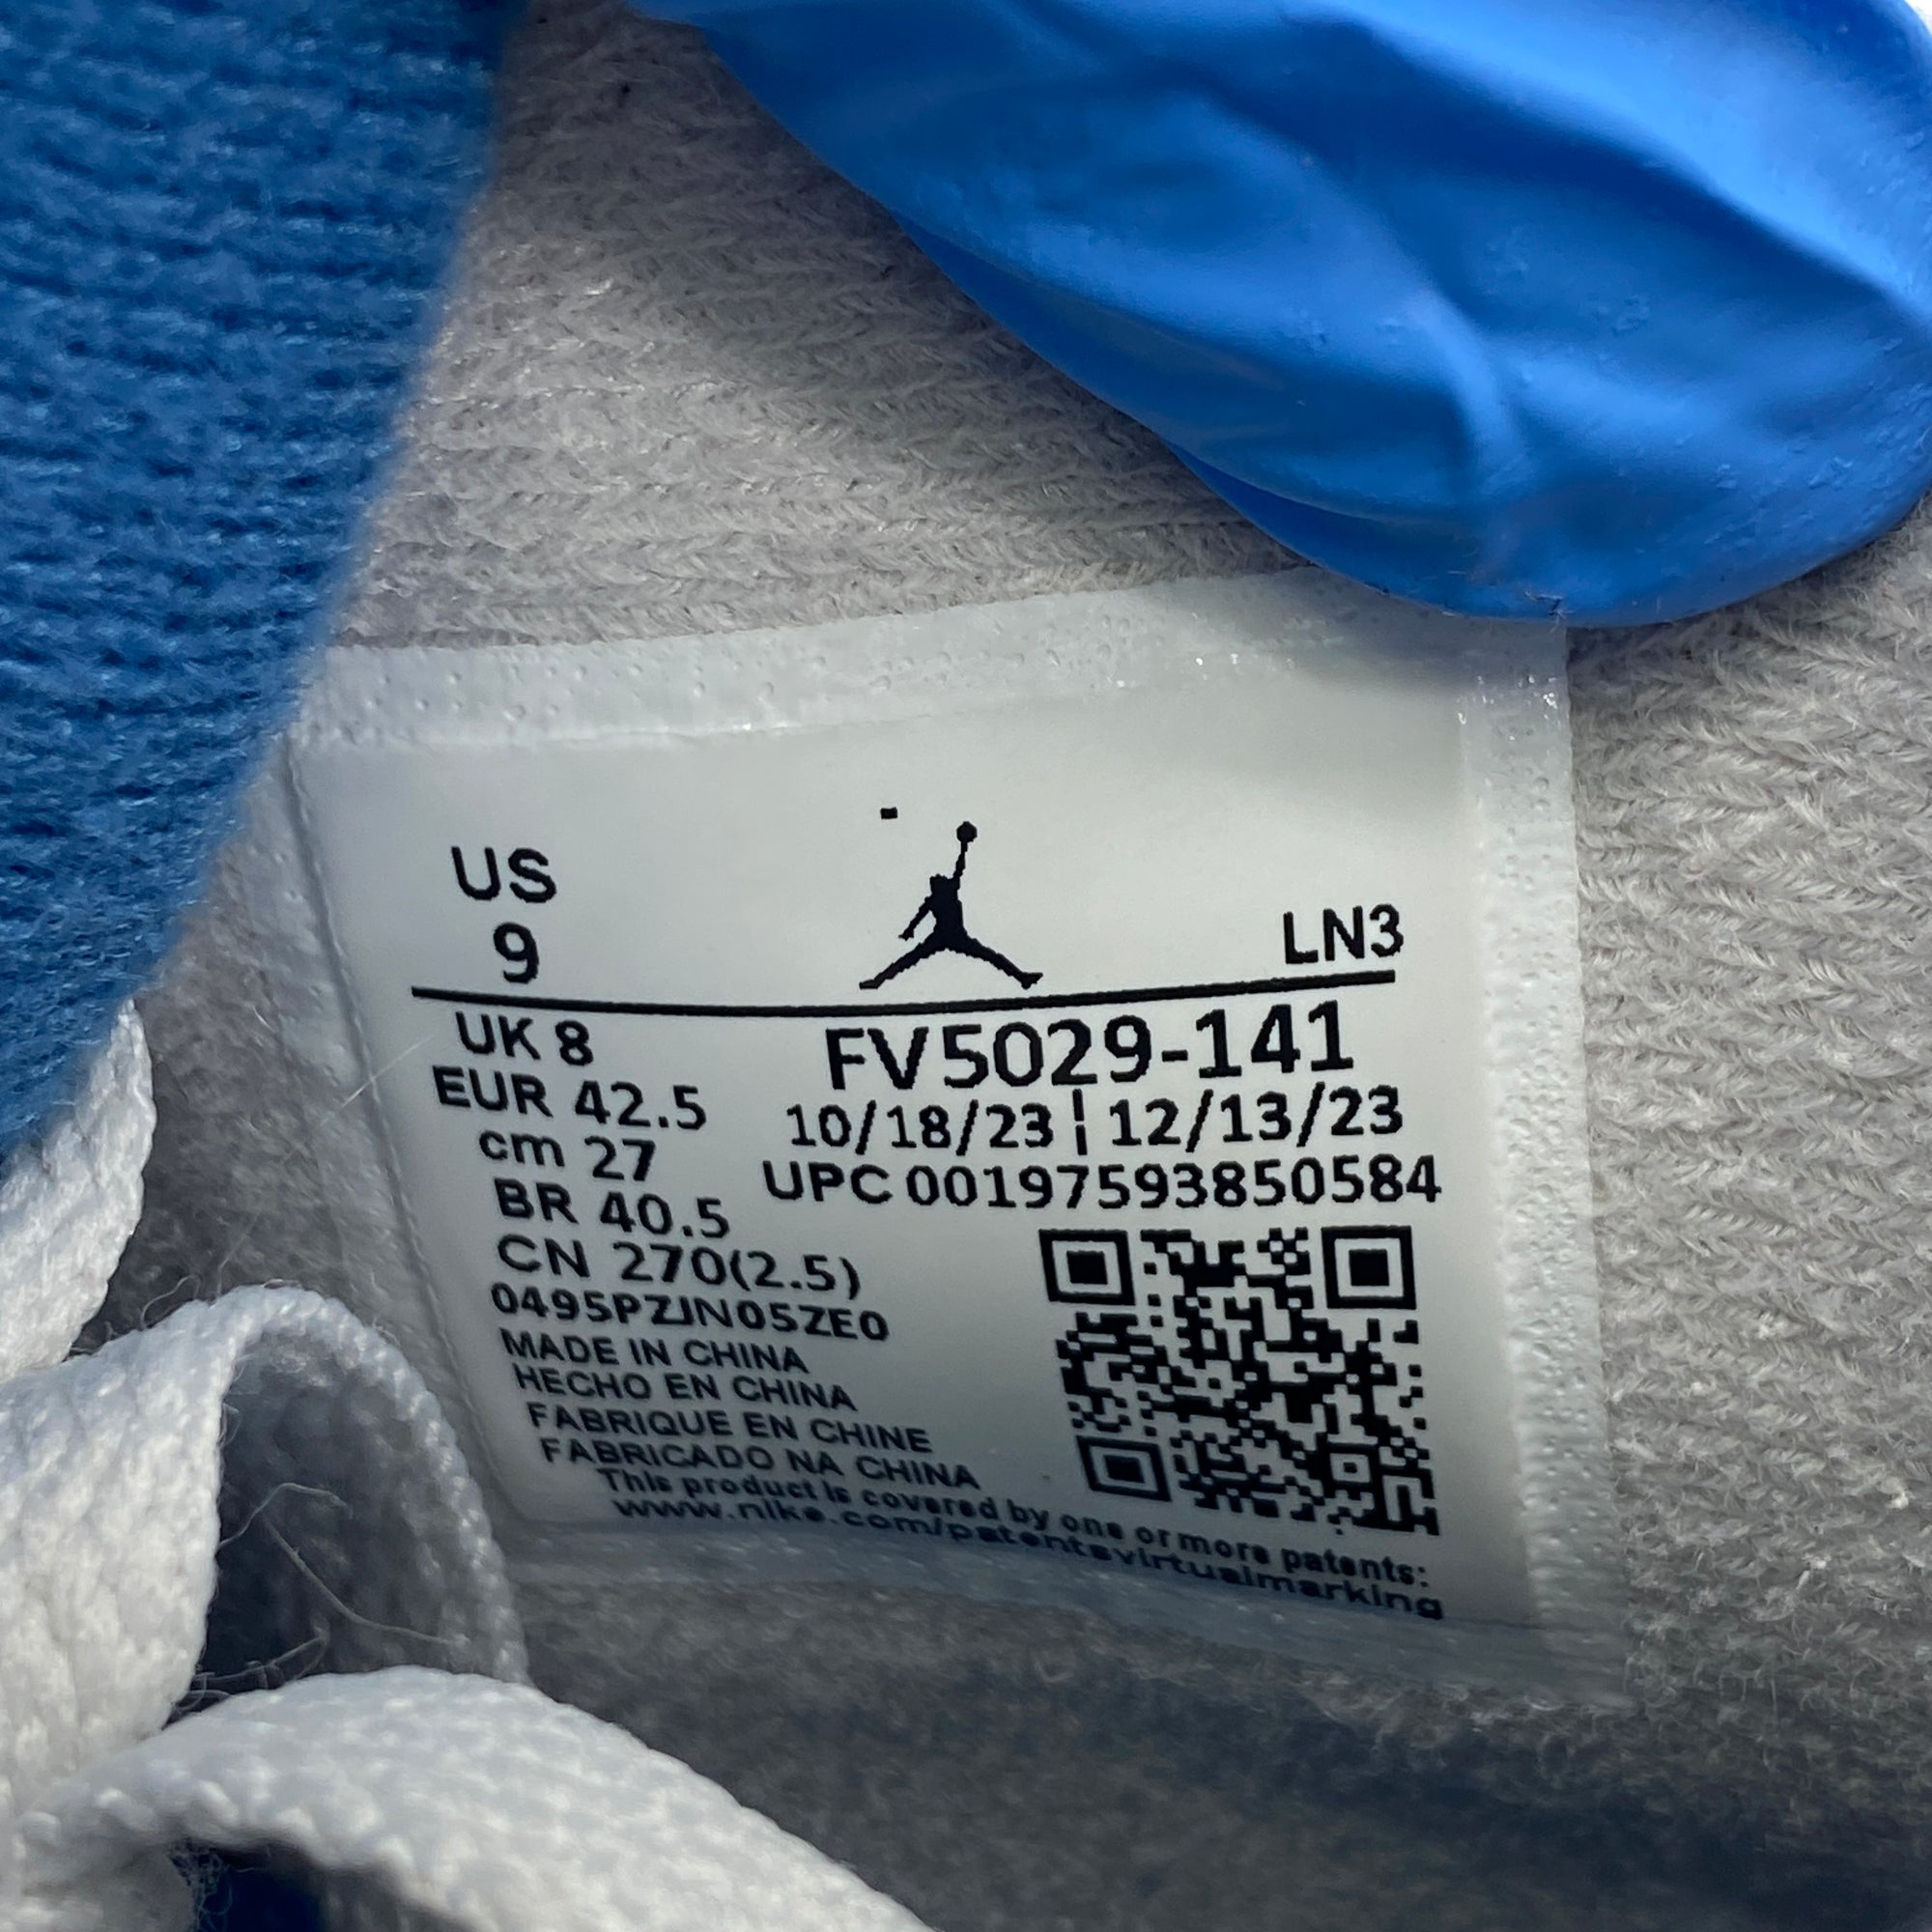 US
9
LN3
UK 8
EUR 42.5
cm 27
BR 40.5
CN 270(2.5)
FV5029-141
10/18/23 ¦ 12/13/23
UPC 00197593850584
0495PZJN05ZE0
MADE IN CHINA
HECHO EN CHINA
FABRIQUE EN CHINE
FABRICADO NA CHINA
This product is covered by one or more patents:
www.nike.com/patentsvirtualmarking